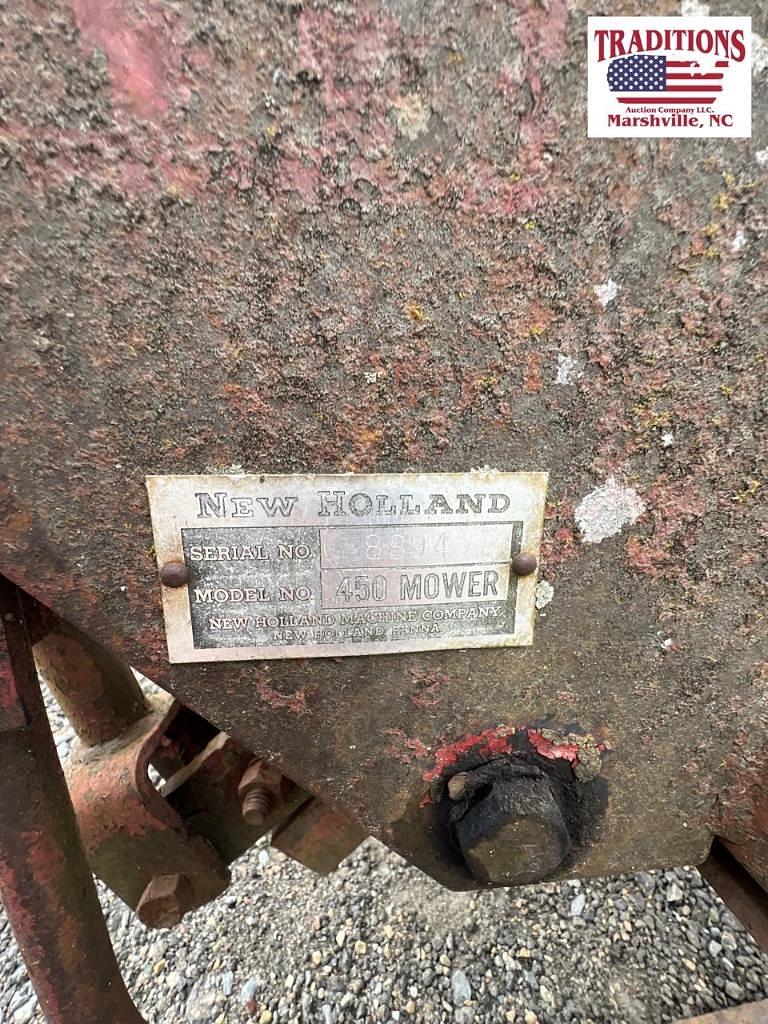 TRADITIONS
Auction Company LLC.
Marshville, NC
NEW HOLLAND
SERIAL NO. 8894
MODEL NO. 450 MOWER
NEW HOLLAND MACHINE COMPANY
NEW HOLLAND, PENNA.